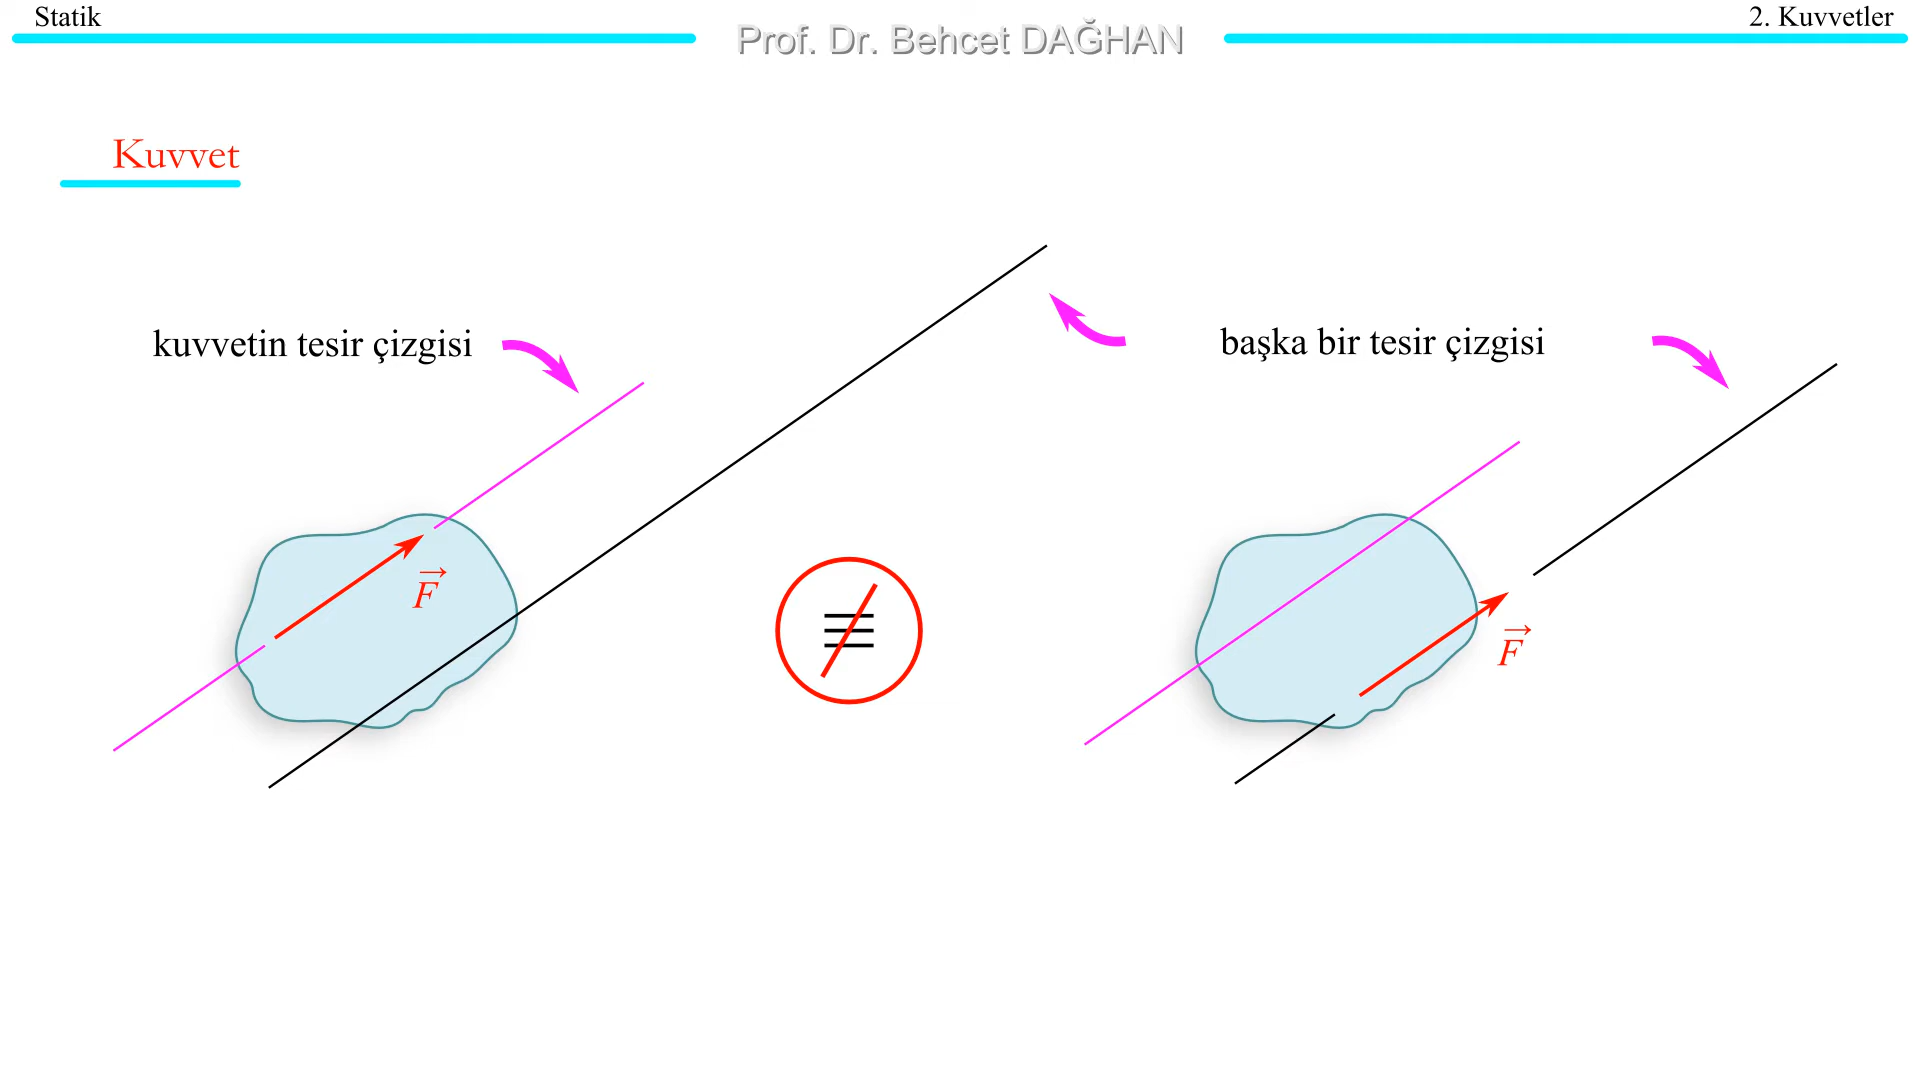 Statik
Prof. Dr. Behcet DAĞHAN
2. Kuvvetler
Kuvvet
kuvvetin tesir çizgisi
başka bir tesir çizgisi
F
≢
F